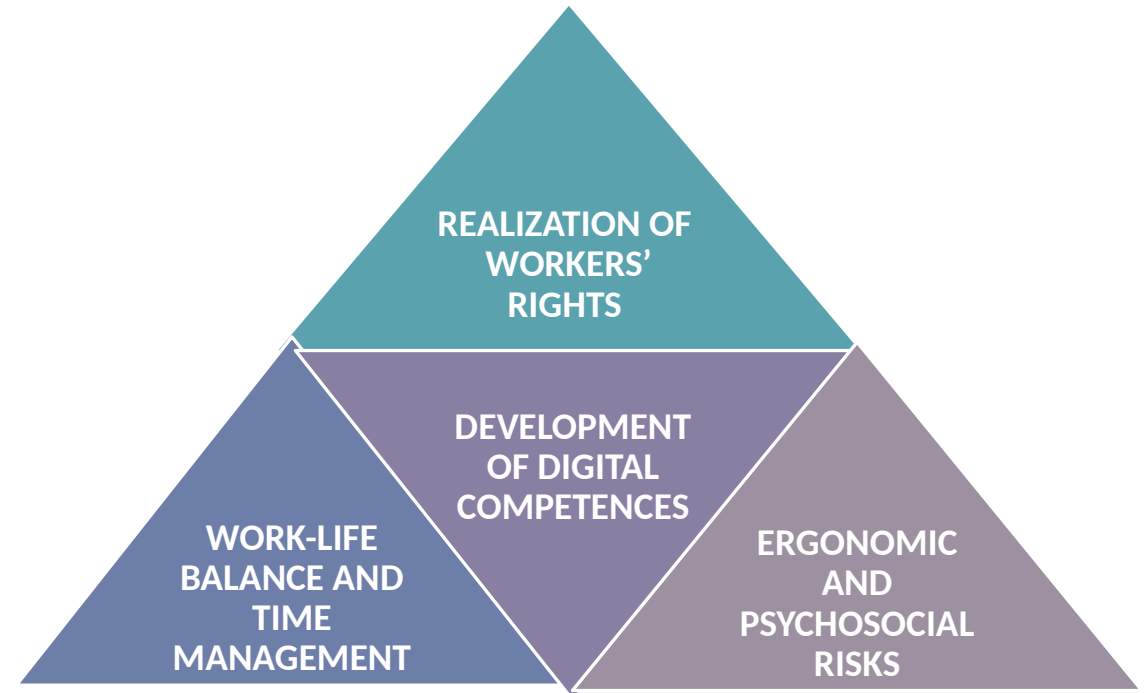 REALIZATION OF
WORKERS’
RIGHTS
DEVELOPMENT
OF DIGITAL
COMPETENCES
WORK-LIFE
BALANCE AND
TIME
MANAGEMENT
ERGONOMIC
AND
PSYCHOSOCIAL
RISKS